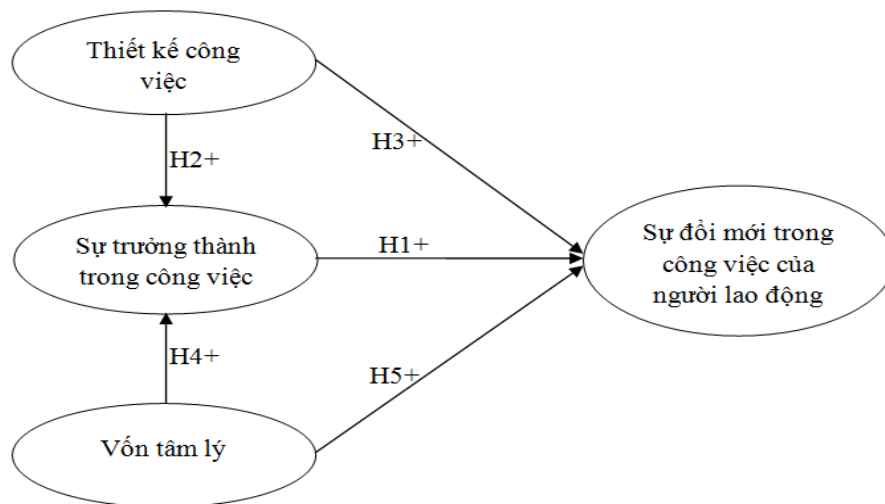 Thiết kế công
việc
H2+
H3+
Sự trưởng thành
trong công việc
H1+
Sự đổi mới trong
công việc của
người lao động
H4+
H5+
Vốn tâm lý